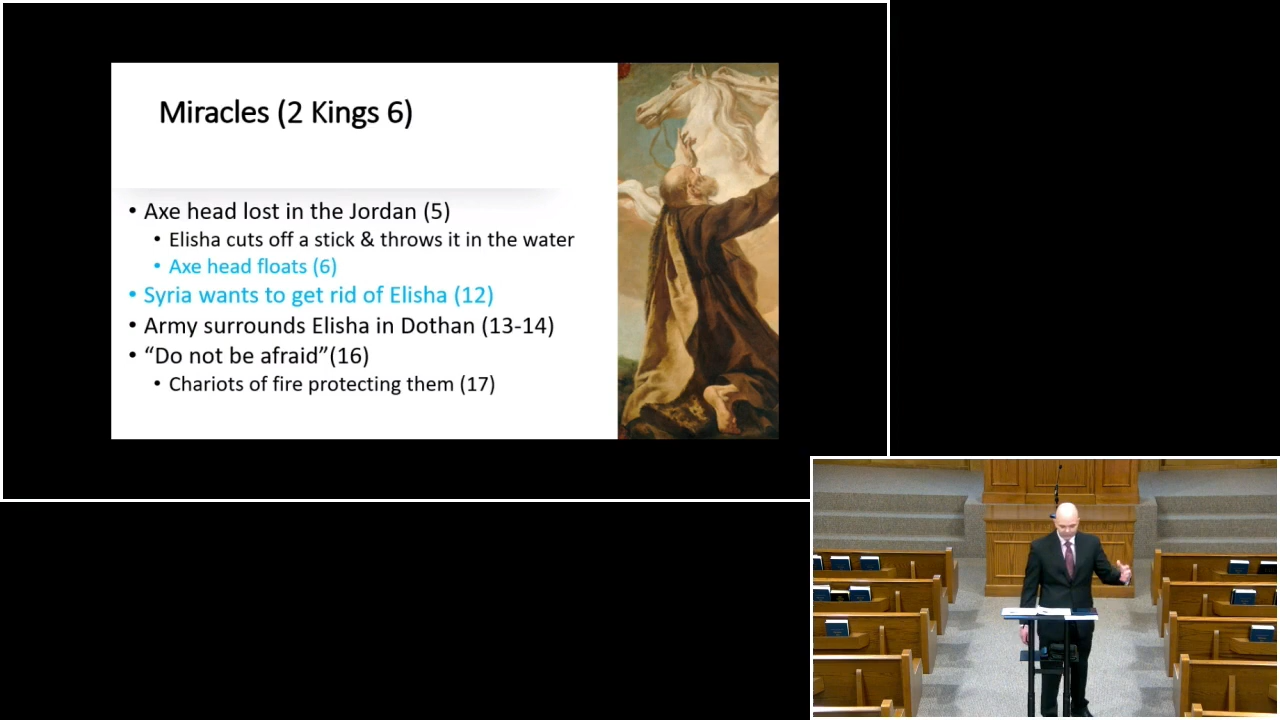 Miracles (2 Kings 6)
• Axe head lost in the Jordan (5)
• Elisha cuts off a stick & throws it in the water
• Axe head floats (6)
• Syria wants to get rid of Elisha (12)
• Army surrounds Elisha in Dothan (13-14)
• “Do not be afraid”(16)
• Chariots of fire protecting them (17)